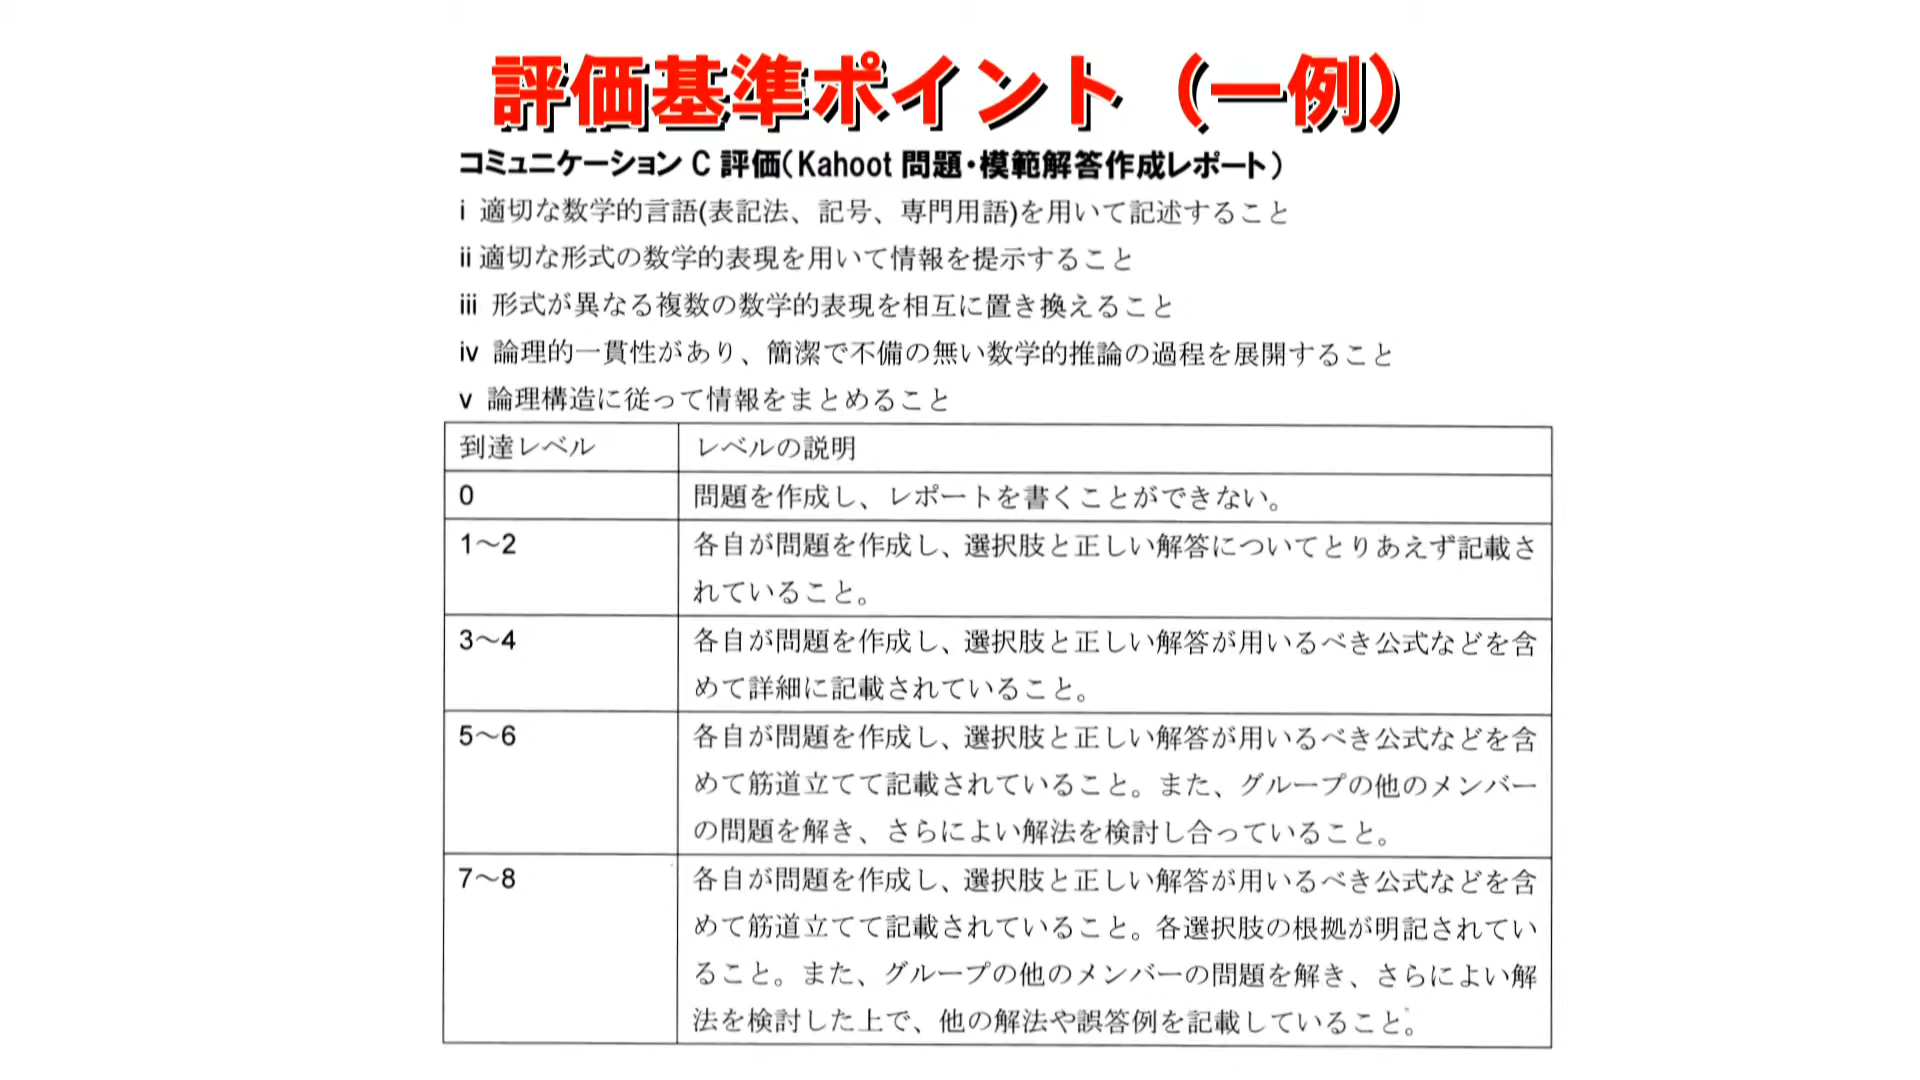 評価基準ポイント（一例）
コミュニケーション C 評価（Kahoot 問題・模範解答作成レポート）
i 適切な数学的言語(表記法、記号、専門用語)を用いて記述すること
ii 適切な形式の数学的表現を用いて情報を提示すること
iii 形式が異なる複数の数学的表現を相互に置き換えること
iv 論理的一貫性があり、簡潔で不備の無い数学的推論の過程を展開すること
v 論理構造に従って情報をまとめること
到達レベル レベルの説明
0 問題を作成し、レポートを書くことができない。
1～2 各自が問題を作成し、選択肢と正しい解答についてとりあえず記載さ
れていること。
3～4 各自が問題を作成し、選択肢と正しい解答が用いるべき公式などを含
めて詳細に記載されていること。
5～6 各自が問題を作成し、選択肢と正しい解答が用いるべき公式などを含
めて筋道立てて記載されていること。また、グループの他のメンバー
の問題を解き、さらによい解法を検討し合っていること。
7～8 各自が問題を作成し、選択肢と正しい解答が用いるべき公式などを含
めて筋道立てて記載されていること。各選択肢の根拠が明記されてい
ること。また、グループの他のメンバーの問題を解き、さらによい解
法を検討した上で、他の解法や誤答例を記載していること。